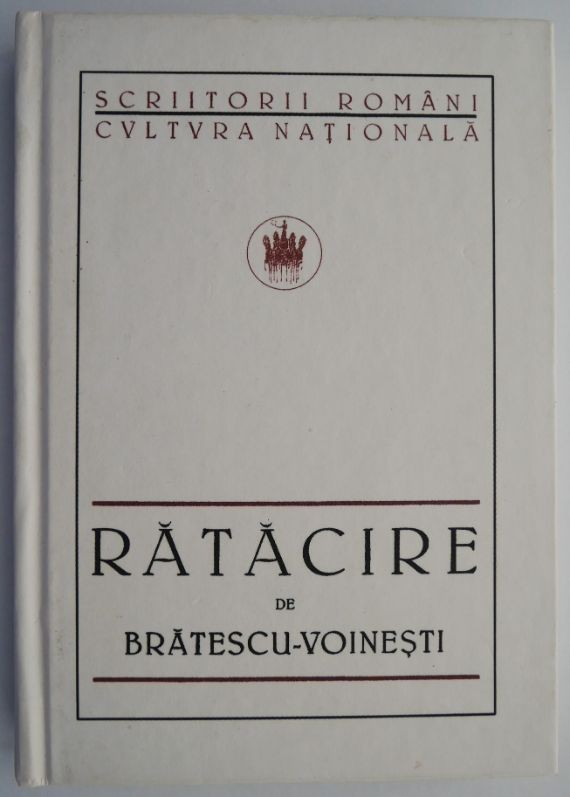 SCRIITORII ROMÂNI
CVLTVRA NAȚIONALĂ
RĂTĂCIRE
DE
BRĂTESCU-VOINEȘTI